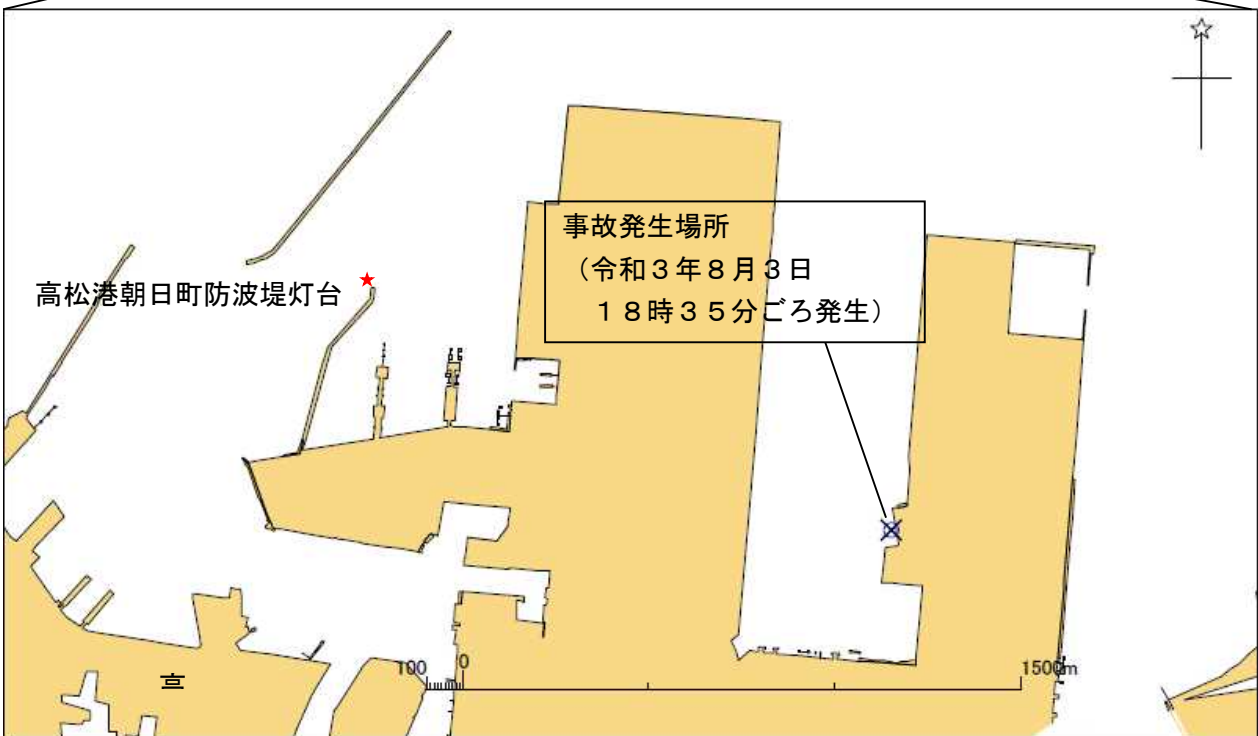 事故発生場所
（令和３年８月３日
１８時３５分ごろ発生）
高松港朝日町防波堤灯台
100 0 1500m